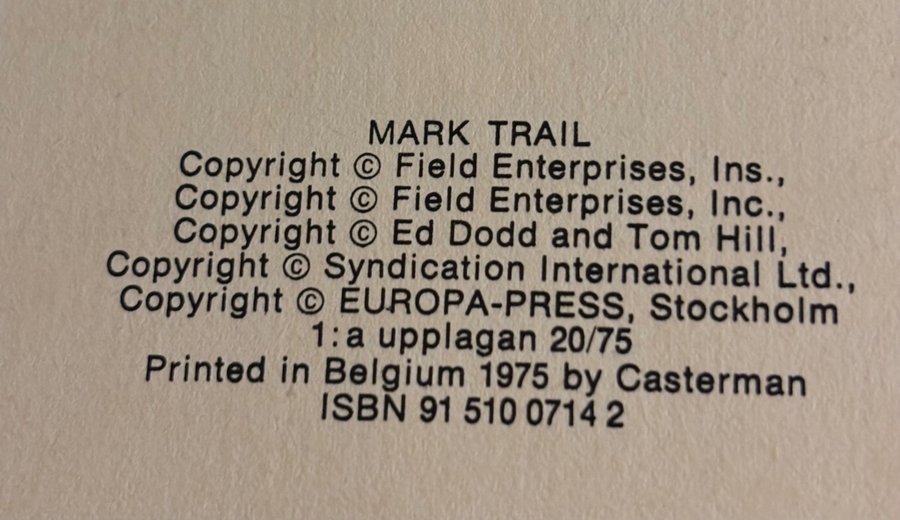 MARK TRAIL
Copyright © Field Enterprises, Ins.,
Copyright © Field Enterprises, Inc.,
Copyright © Ed Dodd and Tom Hill,
Copyright © Syndication International Ltd.,
Copyright © EUROPA-PRESS, Stockholm
1:a upplagan 20/75
Printed in Belgium 1975 by Casterman
ISBN 91 510 0714 2